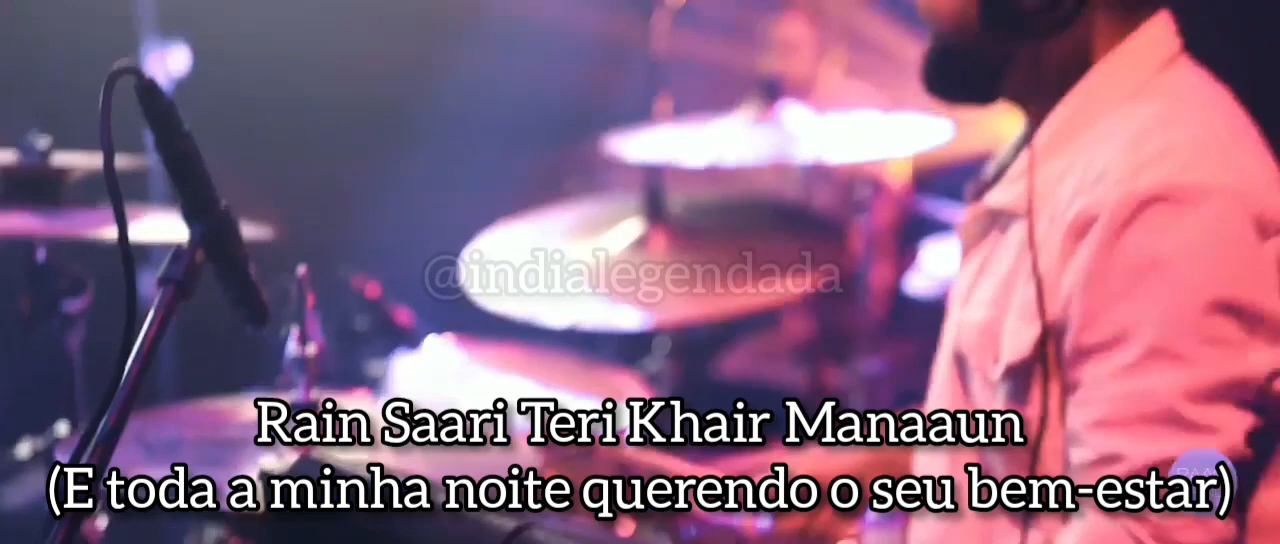 @indialegendada
Rain Saari Teri Khair Manaaun
(E toda a minha noite querendo o seu bem-estar)